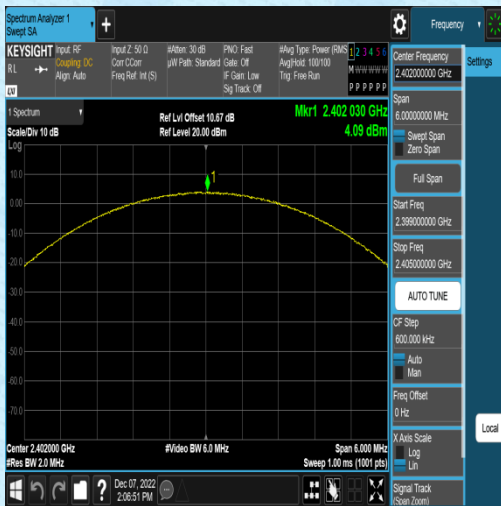 Spectrum Analyzer 1
Swept SA
Frequency
KEYSIGHT
Input: RF
Coupling: DC
Align: Auto
Input Z: 50 Ω
Corr CCorr
Freq Ref: Int (S)
#Atten: 30 dB
µW Path: Standard
PNO: Fast
Gate: Off
IF Gain: Low
Sig Track: Off
#Avg Type: Power (RMS
Avg|Hold: 100/100
Trig: Free Run
1 2 3 4 5 6
M W W W W W
P P P P P P
R L
LXI
1 Spectrum
Scale/Div 10 dB
Log
Ref Lvl Offset 10.67 dB
Ref Level 20.00 dBm
Mkr1 2.402 030 GHz
4.09 dBm
1
10.0
0.00
-10.0
-20.0
-30.0
-40.0
-50.0
-60.0
-70.0
Center 2.402000 GHz
#Res BW 2.0 MHz
#Video BW 6.0 MHz
Span 6.000 MHz
Sweep 1.00 ms (1001 pts)
Dec 07, 2022
2:06:51 PM
Center Frequency
2.402000000 GHz
Span
6.00000000 MHz
Swept Span
Zero Span
Full Span
Start Freq
2.399000000 GHz
Stop Freq
2.405000000 GHz
AUTO TUNE
CF Step
600.000 kHz
Auto
Man
Freq Offset
0 Hz
X Axis Scale
Log
Lin
Signal Track
(Span Zoom)
Settings
Local